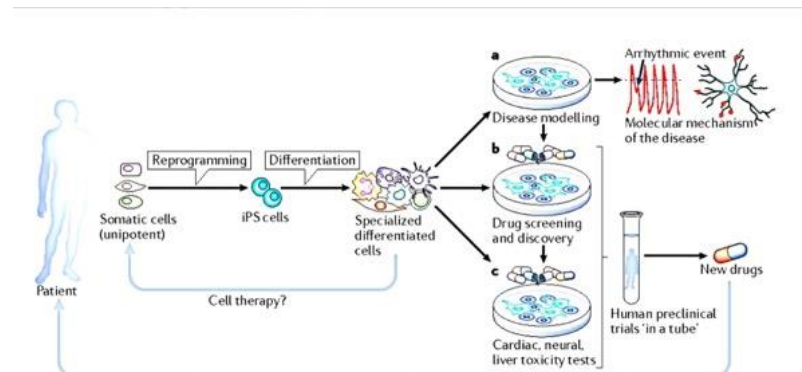 a
Arrhythmic event
Disease modelling
Molecular mechanism
of the disease
Reprogramming
Differentiation
b
Somatic cells
(unipotent)
iPS cells
Specialized
differentiated
cells
Drug screening
and discovery
c
New drugs
Patient
Cell therapy?
Human preclinical
trials 'in a tube'
Cardiac, neural,
liver toxicity tests